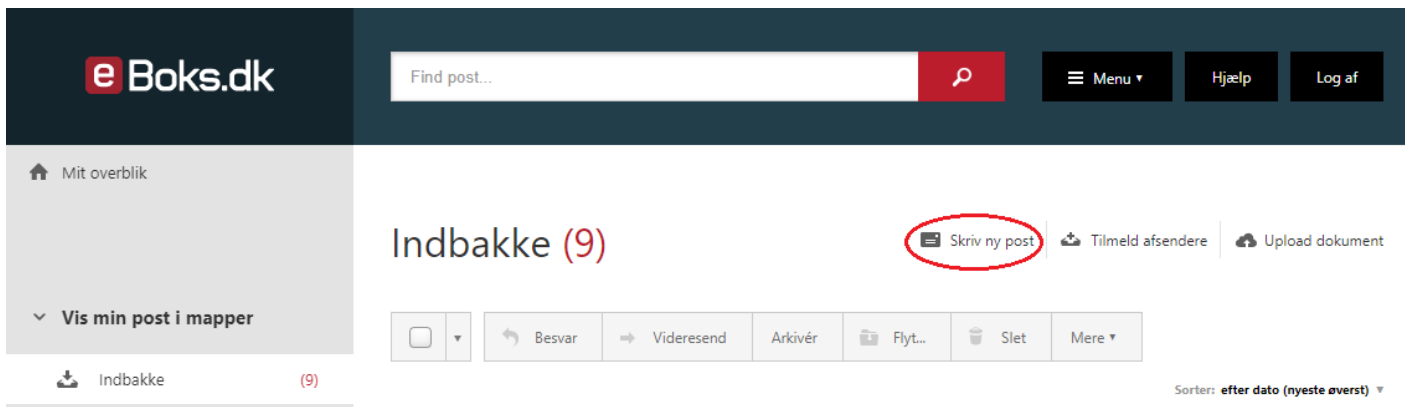 e Boks.dk
Find post...
Menu
Hjælp
Log af
Mit overblik
Indbakke (9)
Skriv ny post
Tilmeld afsendere
Upload dokument
Vis min post i mapper
Besvar
Videresend
Arkivér
Flyt...
Slet
Mere
Indbakke (9)
Sorter: efter dato (nyeste øverst)